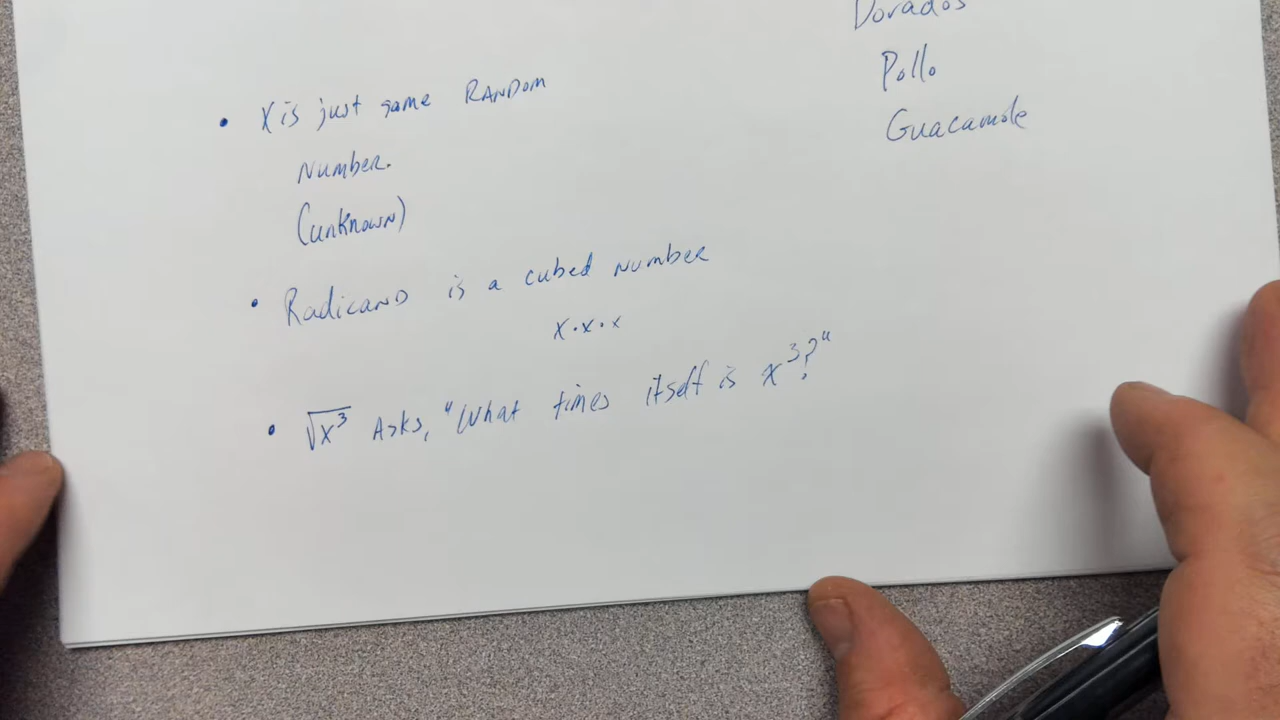 Dorados
Pollo
Guacamole
• X is just some RANDOM
NUMBER.
(unknown)
• Radicand is a cubed number
x·x·x
• √x³ Asks, "What times itself is x³?"